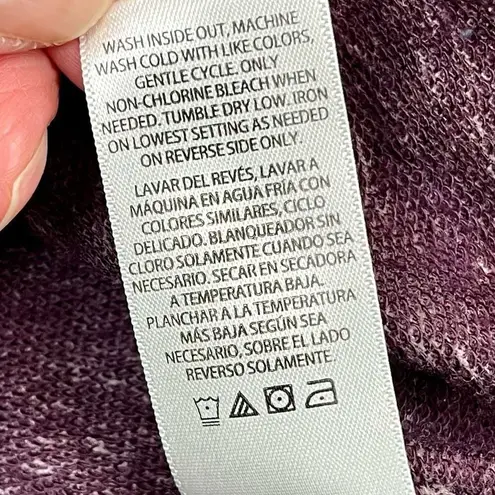 WASH INSIDE OUT, MACHINE
WASH COLD WITH LIKE COLORS,
GENTLE CYCLE. ONLY
NON-CHLORINE BLEACH WHEN
NEEDED. TUMBLE DRY LOW. IRON
ON LOWEST SETTING AS NEEDED
ON REVERSE SIDE ONLY.
LAVAR DEL REVÉS, LAVAR A
MÁQUINA EN AGUA FRÍA CON
COLORES SIMILARES, CICLO
DELICADO. BLANQUEADOR SIN
CLORO SOLAMENTE CUANDO SEA
NECESARIO. SECAR EN SECADORA
A TEMPERATURA BAJA.
PLANCHAR A LA TEMPERATURA
MÁS BAJA SEGÚN SEA
NECESARIO, SOBRE EL LADO
REVERSO SOLAMENTE.